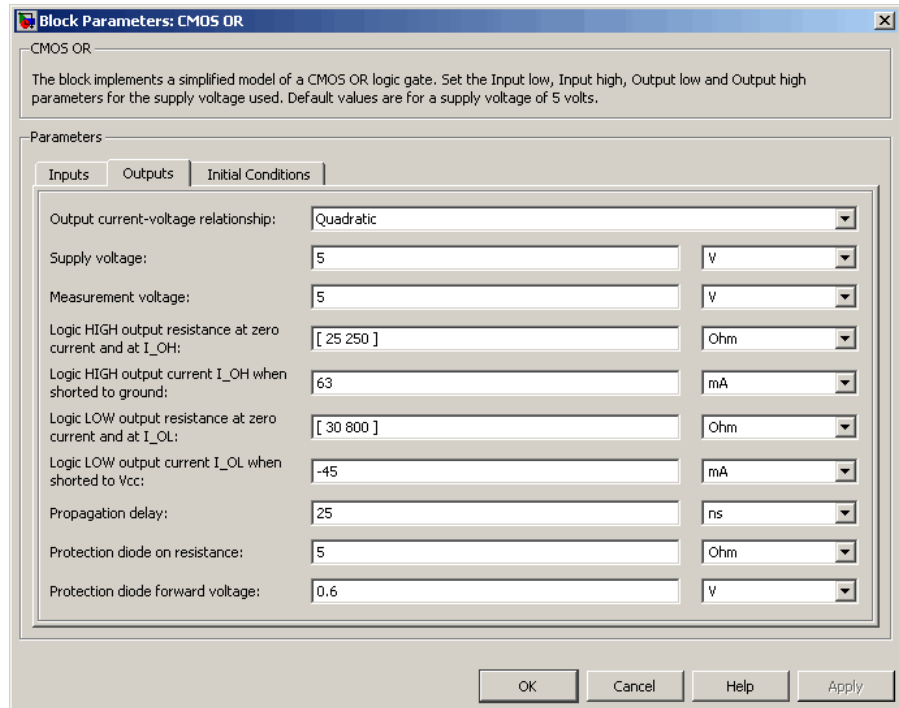 Block Parameters: CMOS OR
CMOS OR
The block implements a simplified model of a CMOS OR logic gate. Set the Input low, Input high, Output low and Output high
parameters for the supply voltage used. Default values are for a supply voltage of 5 volts.
Parameters
Inputs Outputs Initial Conditions
Output current-voltage relationship: Quadratic
Supply voltage: 5 V
Measurement voltage: 5 V
Logic HIGH output resistance at zero
current and at I_OH: [ 25 250 ] Ohm
Logic HIGH output current I_OH when
shorted to ground: 63 mA
Logic LOW output resistance at zero
current and at I_OL: [ 30 800 ] Ohm
Logic LOW output current I_OL when
shorted to Vcc: -45 mA
Propagation delay: 25 ns
Protection diode on resistance: 5 Ohm
Protection diode forward voltage: 0.6 V
OK Cancel Help Apply